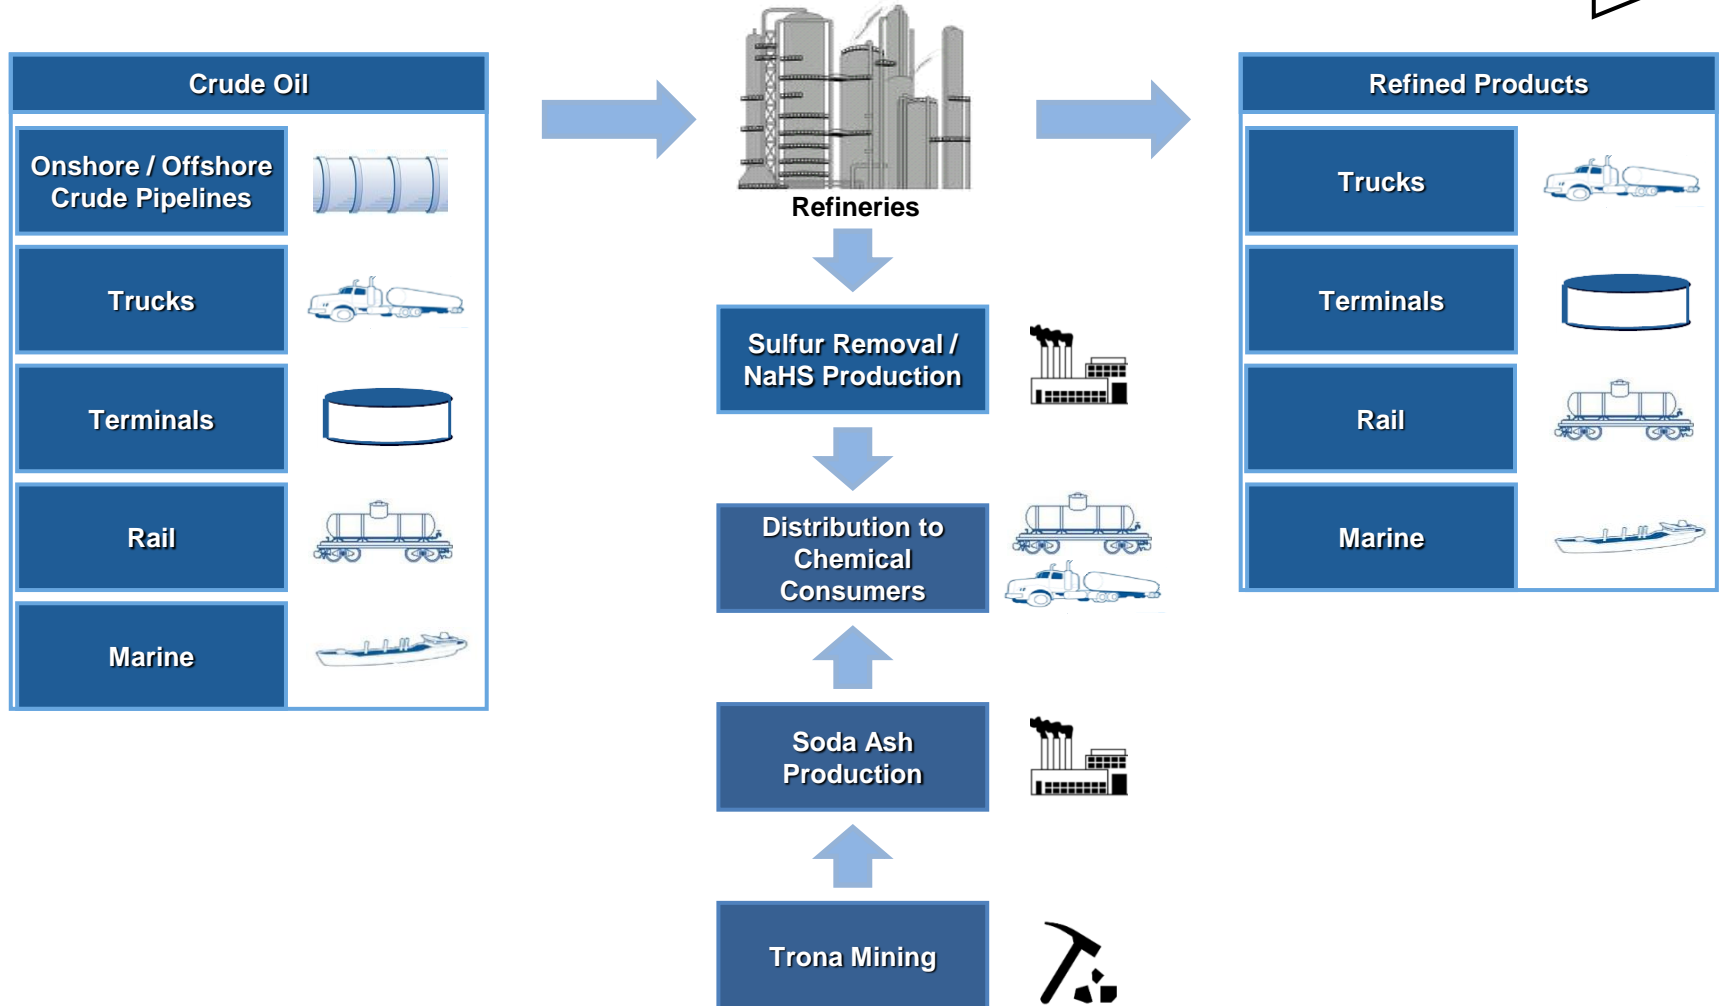 Crude Oil
Onshore / Offshore
Crude Pipelines
Trucks
Terminals
Rail
Marine
Refineries
Sulfur Removal /
NaHS Production
Distribution to
Chemical
Consumers
Soda Ash
Production
Trona Mining
Refined Products
Trucks
Terminals
Rail
Marine